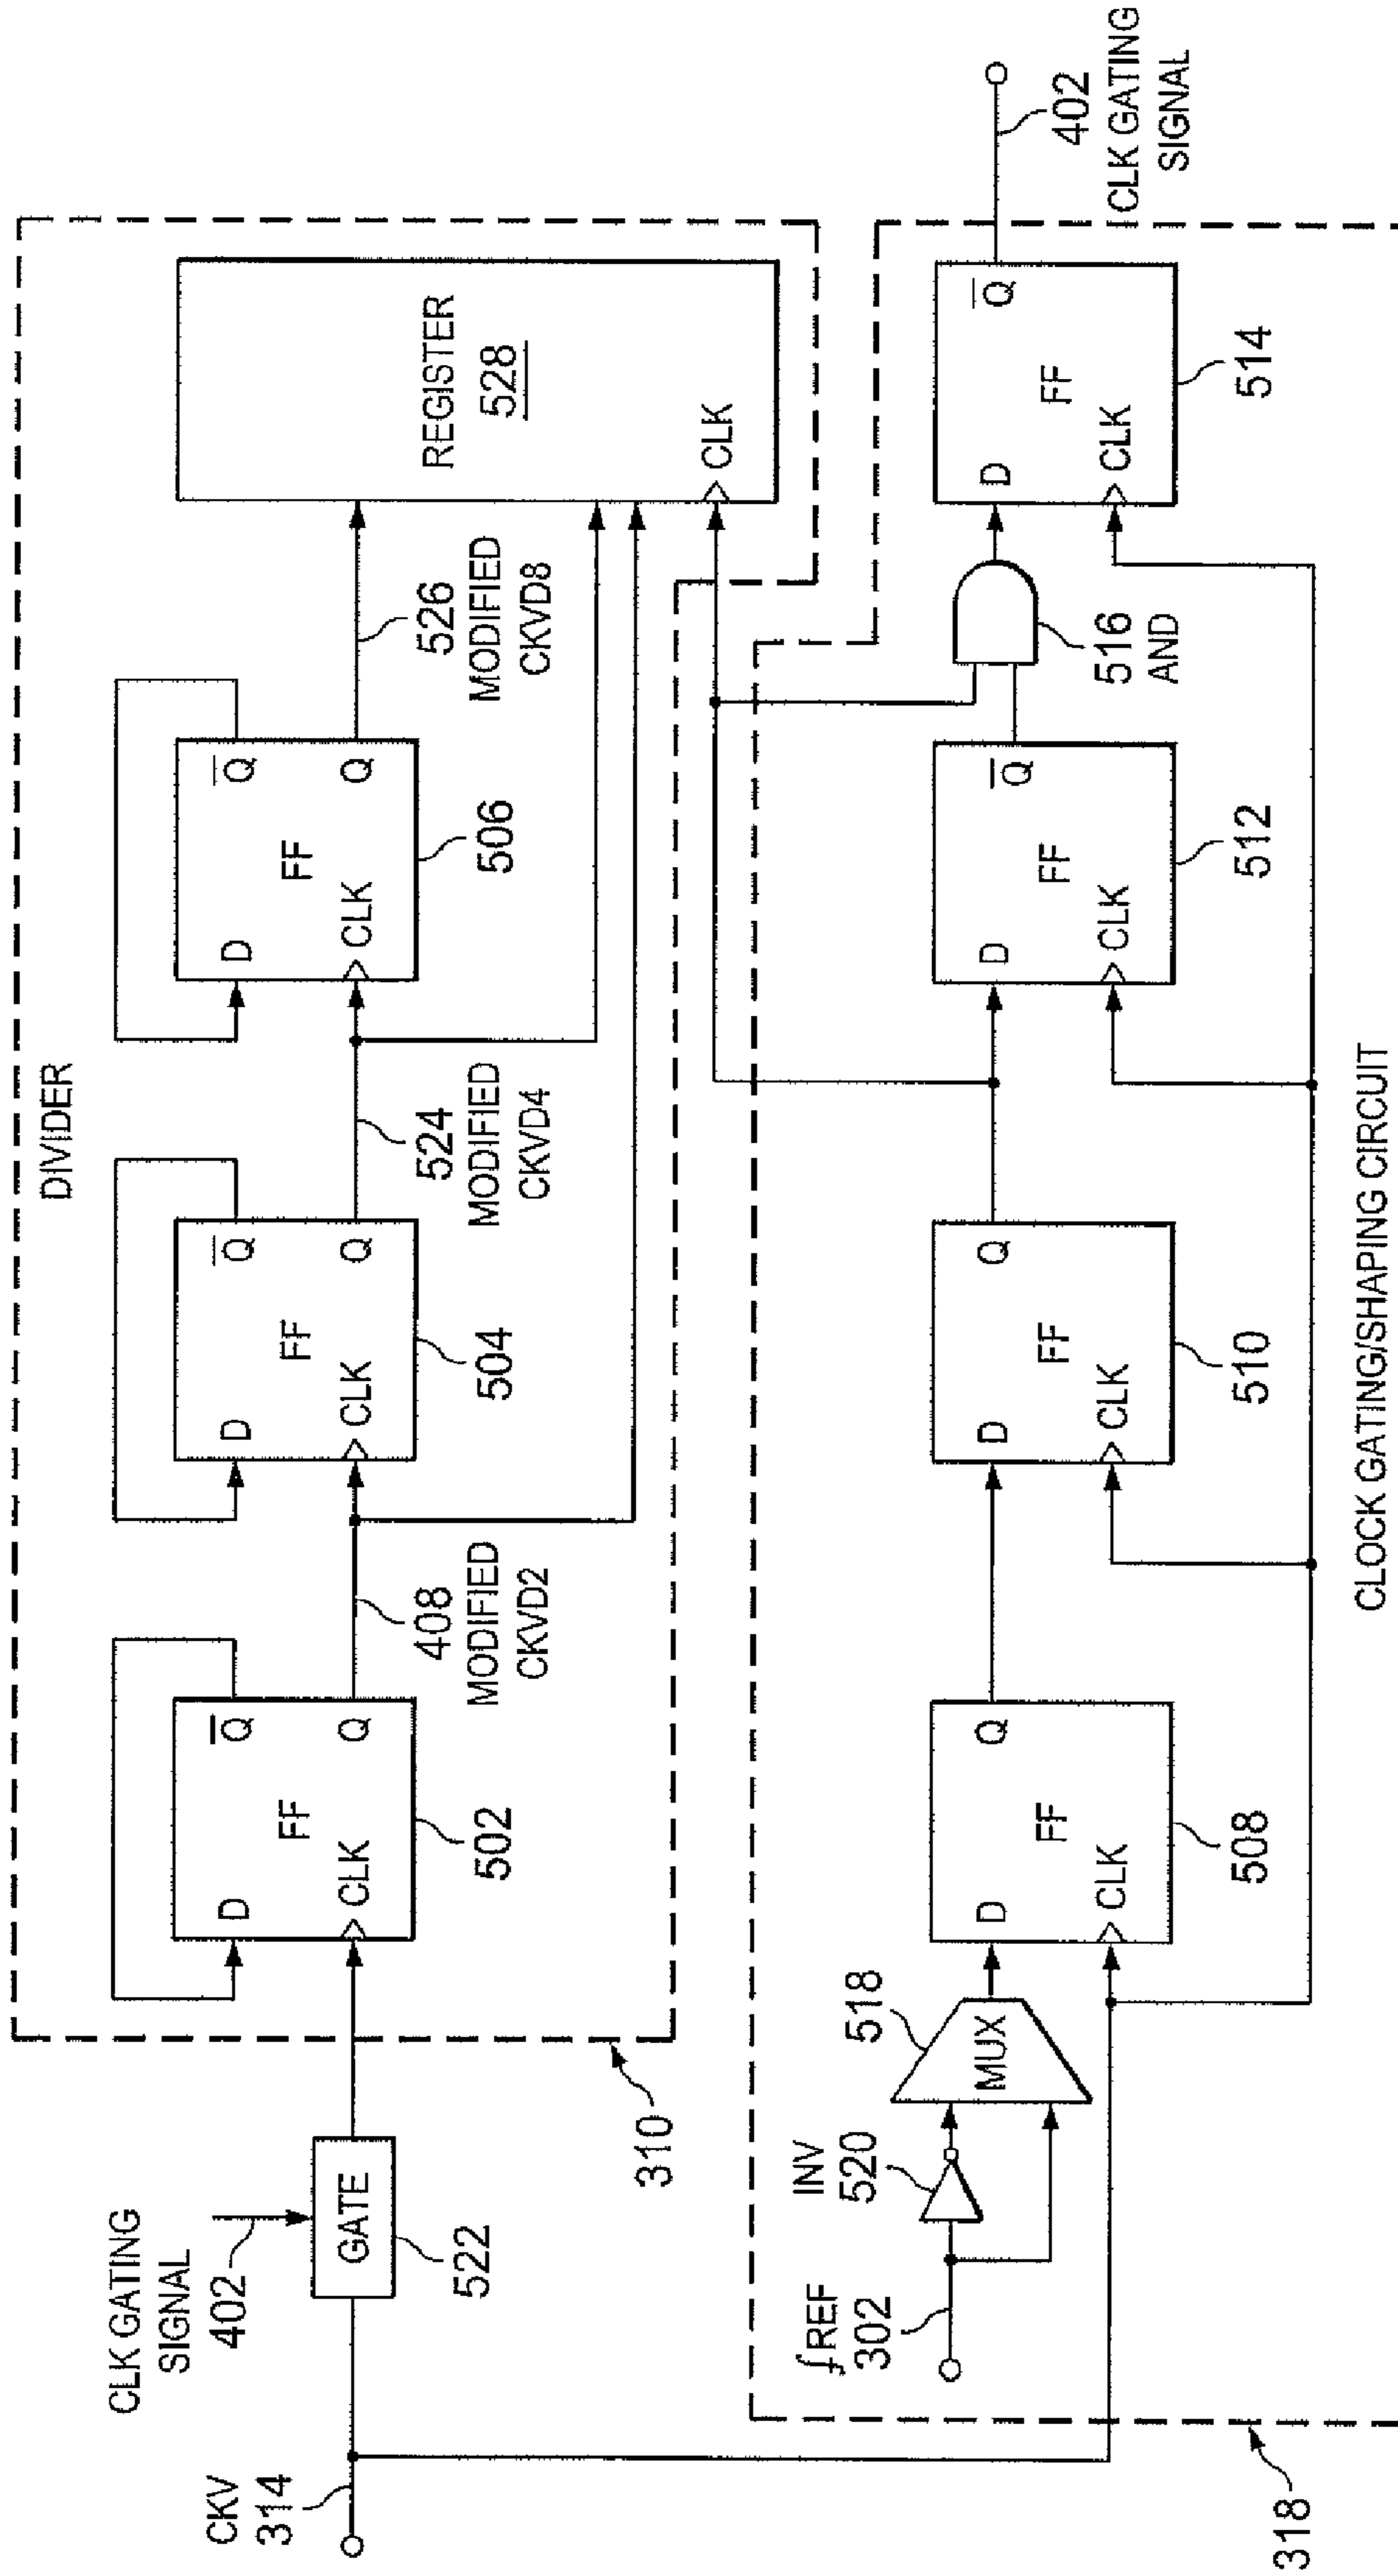 DIVIDER
CLK GATING
SIGNAL
402
CKV
314
GATE
522
D
Q
FF
CLK
Q
502
408
MODIFIED
CKVD2
D
Q
FF
CLK
Q
504
524
MODIFIED
CKVD4
D
Q
FF
CLK
Q
506
526
MODIFIED
CKVD8
REGISTER
528
CLK
310
fREF
302
INV
520
518
MUX
D
Q
FF
CLK
508
D
Q
FF
CLK
510
D
Q
FF
CLK
512
516
AND
D
Q
FF
CLK
514
402
CLK GATING
SIGNAL
318
CLOCK GATING/SHAPING CIRCUIT